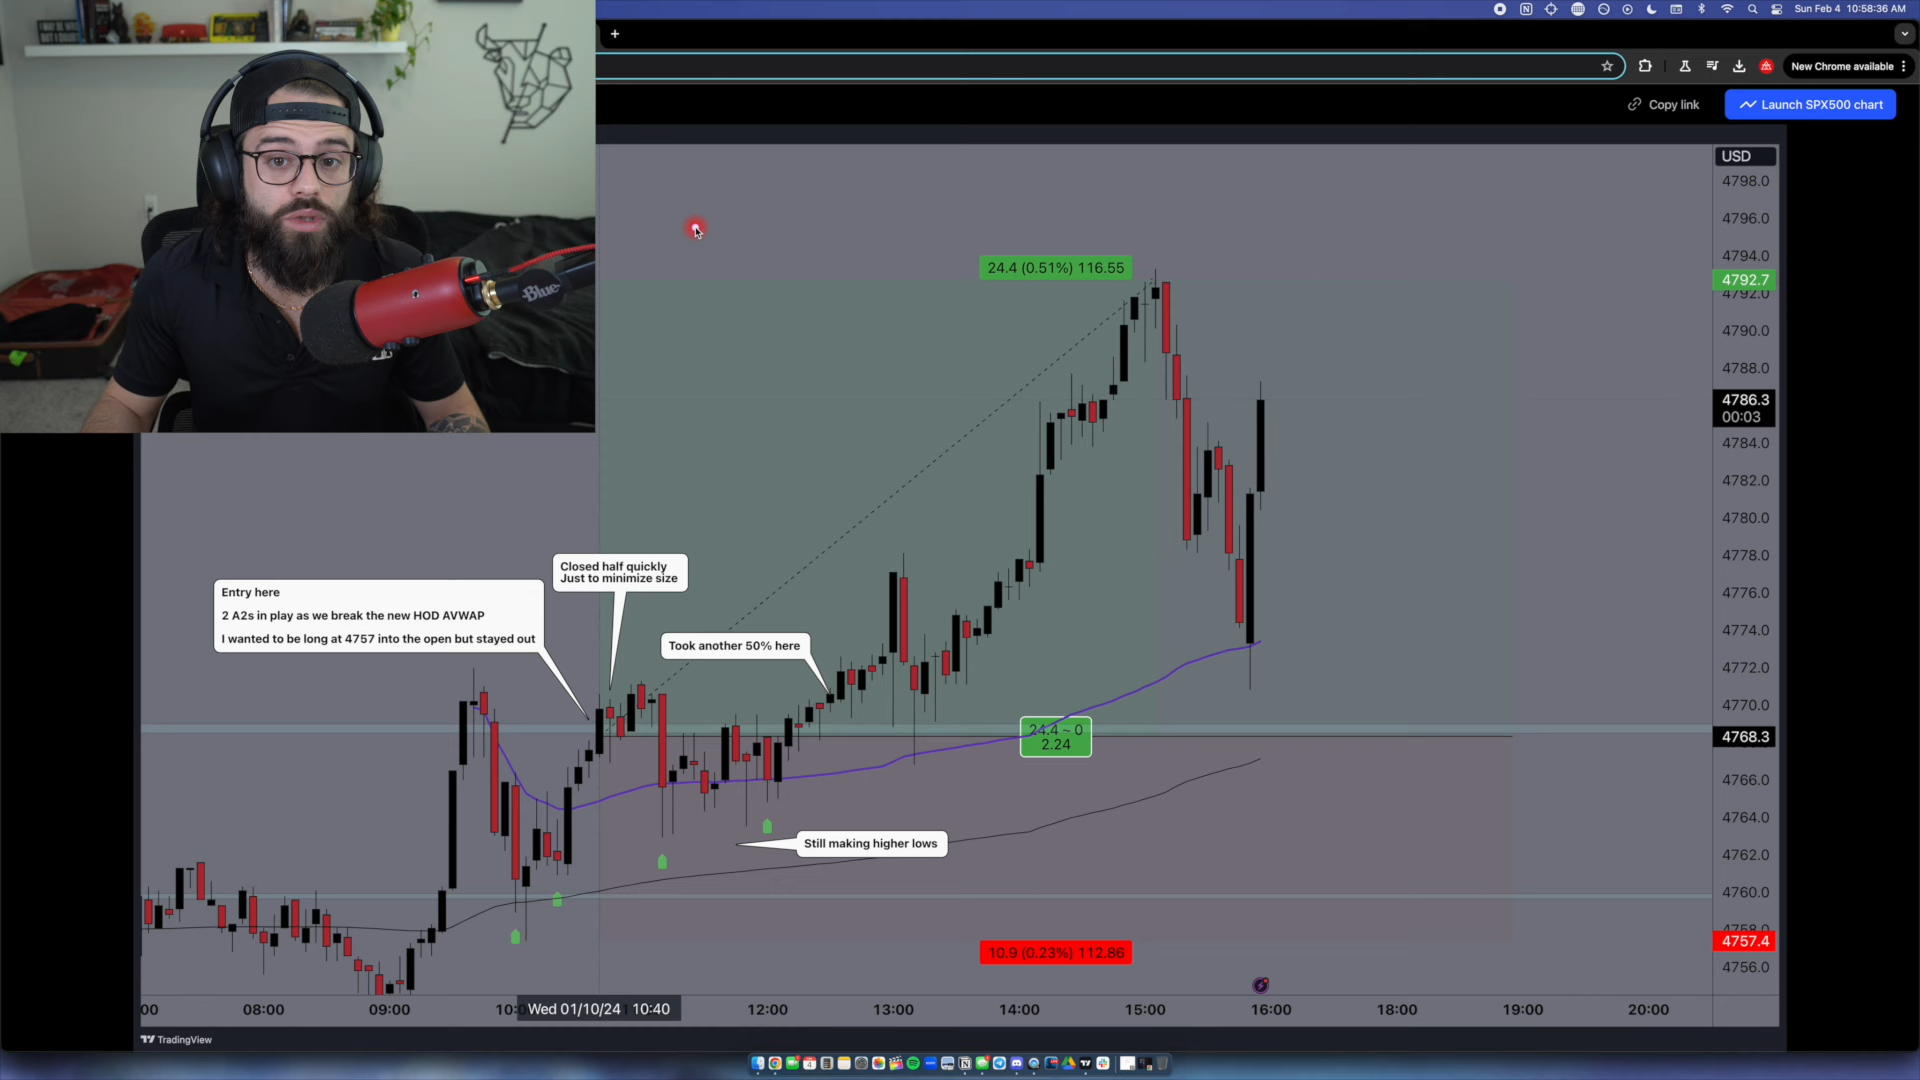 Sun Feb 4 10:58:36 AM
New Chrome available
Copy link
Launch SPX500 chart
Blue
USD
4798.0
4796.0
4794.0
4792.7
4792.0
4790.0
4788.0
4786.3
00:03
4784.0
4782.0
4780.0
4778.0
4776.0
4774.0
4772.0
4770.0
4768.3
4766.0
4764.0
4762.0
4760.0
4758.0
4757.4
4756.0
24.4 (0.51%) 116.55
Closed half quickly
Just to minimize size
Entry here
2 A2s in play as we break the new HOD AVWAP
I wanted to be long at 4757 into the open but stayed out
Took another 50% here
24.4 ~ 0
2.24
Still making higher lows
10.9 (0.23%) 112.86
00 08:00 09:00 10:0 Wed 01/10/24 10:40 12:00 13:00 14:00 15:00 16:00 18:00 19:00 20:00
TradingView